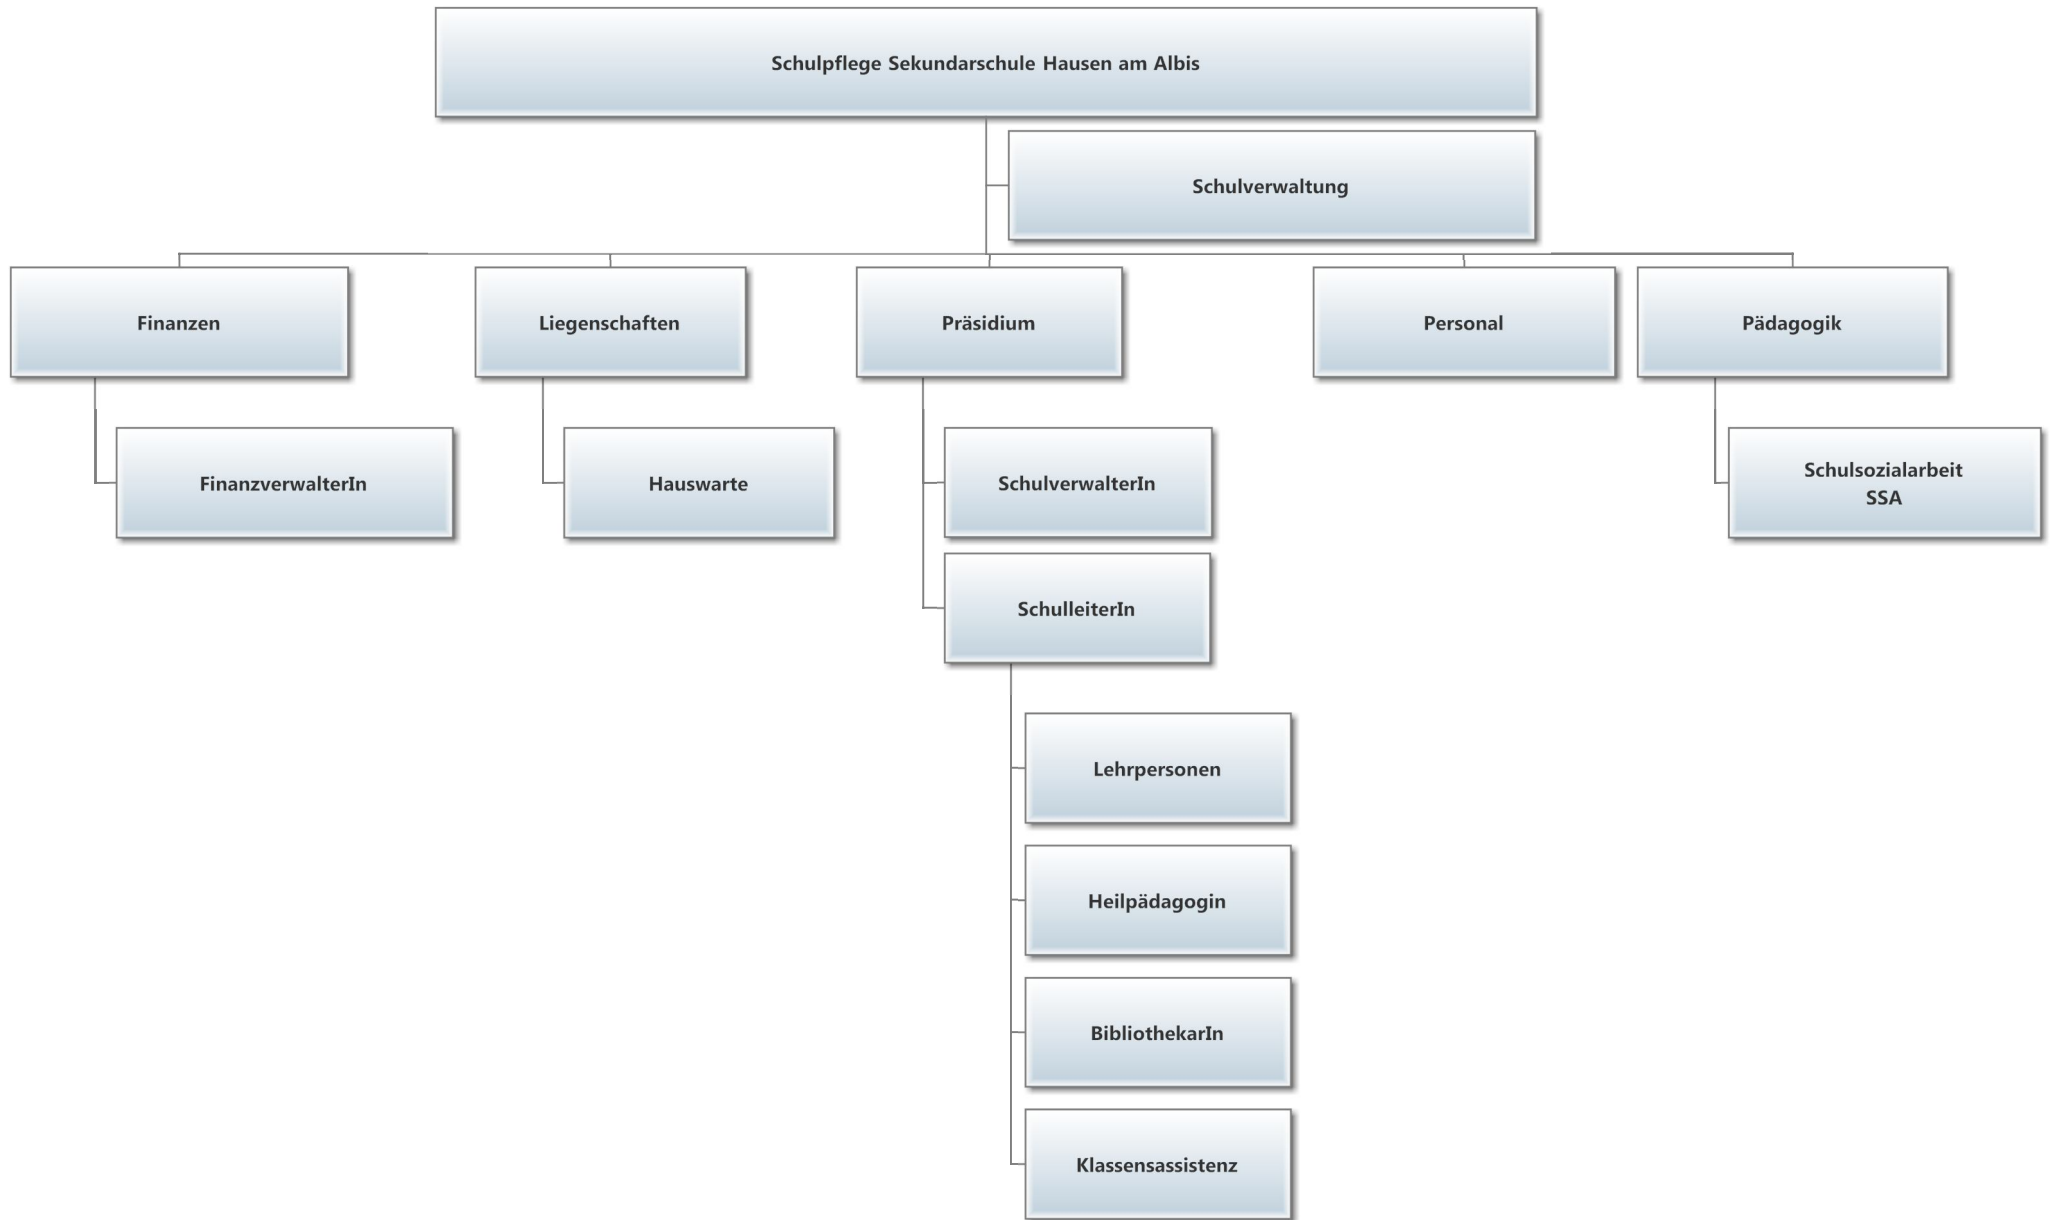 Schulpflege Sekundarschule Hausen am Albis
Schulverwaltung
Finanzen
Liegenschaften
Präsidium
Personal
Pädagogik
FinanzverwalterIn
Hauswarte
SchulverwalterIn
Schulsozialarbeit
SSA
SchulleiterIn
Lehrpersonen
Heilpädagogin
BibliothekarIn
Klassensassistenz